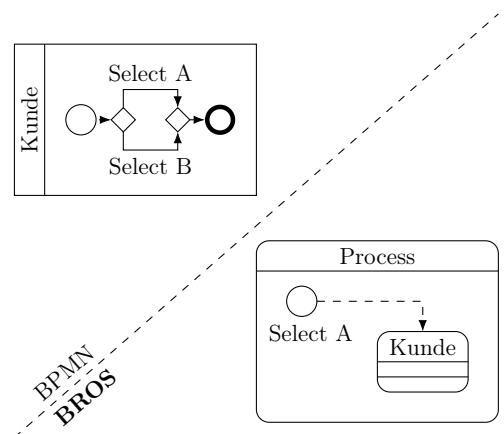 Select A
Kunde
Select B
Process
Select A
Kunde
BPMN
BROS